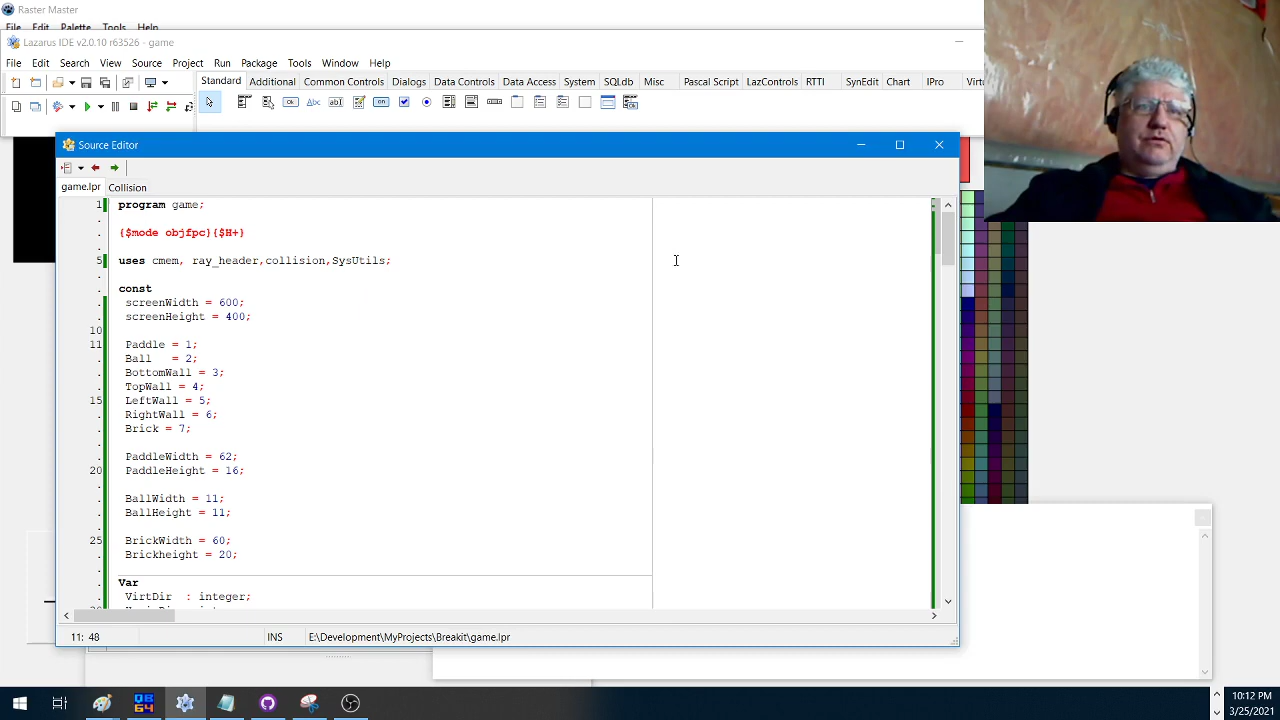 Raster Master
File Edit Palette Tools Help
Lazarus IDE v2.0.10 r63526 - game
File Edit Search View Source Project Run Package Tools Window Help
Standard Additional Common Controls Dialogs Data Controls Data Access System SQLdb Misc Pascal Script LazControls RTTI SynEdit Chart IPro
Source Editor
game.lpr Collision
1 program game;
{$mode objfpc}{$H+}
5 uses cmem, ray_header,collision,SysUtils;
const
screenWidth = 600;
screenHeight = 400;
10
11 Paddle = 1;
Ball = 2;
BottomWall = 3;
TopWall = 4;
15 LeftWall = 5;
RightWall = 6;
Brick = 7;
PaddleWidth = 62;
20 PaddleHeight = 16;
BallWidth = 11;
BallHeight = 11;
25 BrickWidth = 60;
Brickheight = 20;
Var
VirtDir : integer;
11: 48 INS E:\Development\MyProjects\Breakit\game.lpr
QB
64
10:12 PM
3/25/2021